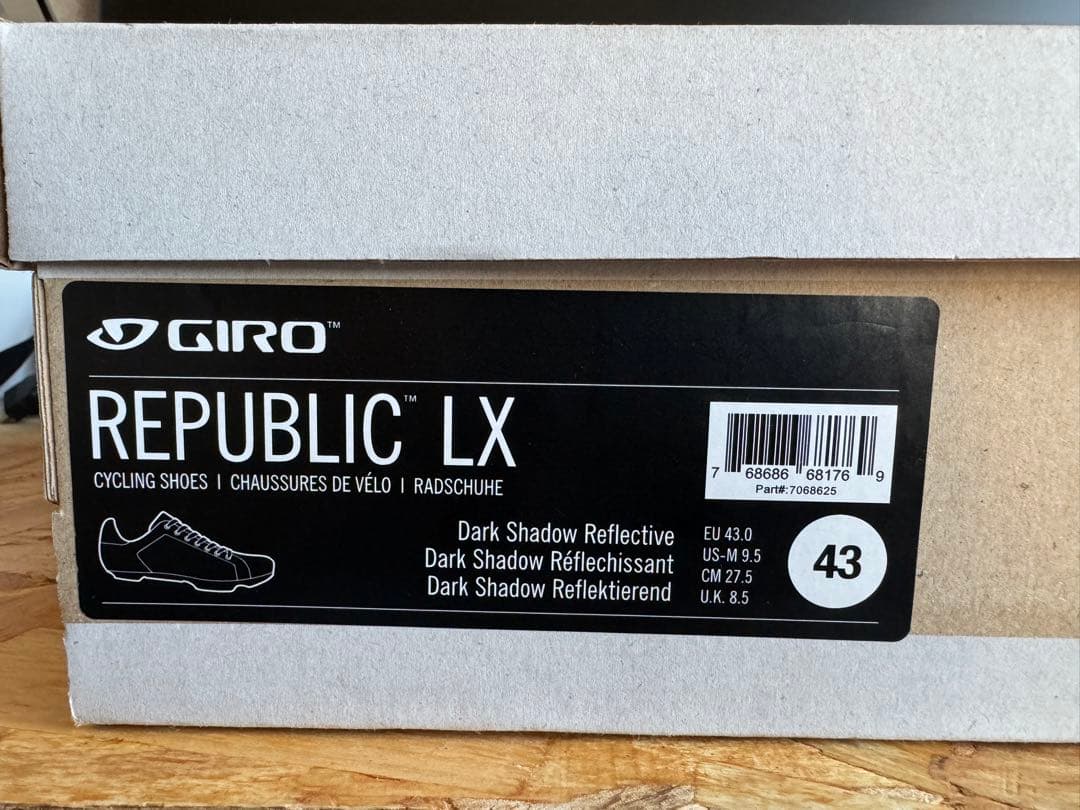 GIRO™
REPUBLIC™ LX
CYCLING SHOES | CHAUSSURES DE VÉLO | RADSCHUHE
7 68686 68176 9
Part#:7068625
Dark Shadow Reflective
Dark Shadow Réflechissant
Dark Shadow Reflektierend
EU 43.0
US-M 9.5
CM 27.5
U.K. 8.5
43